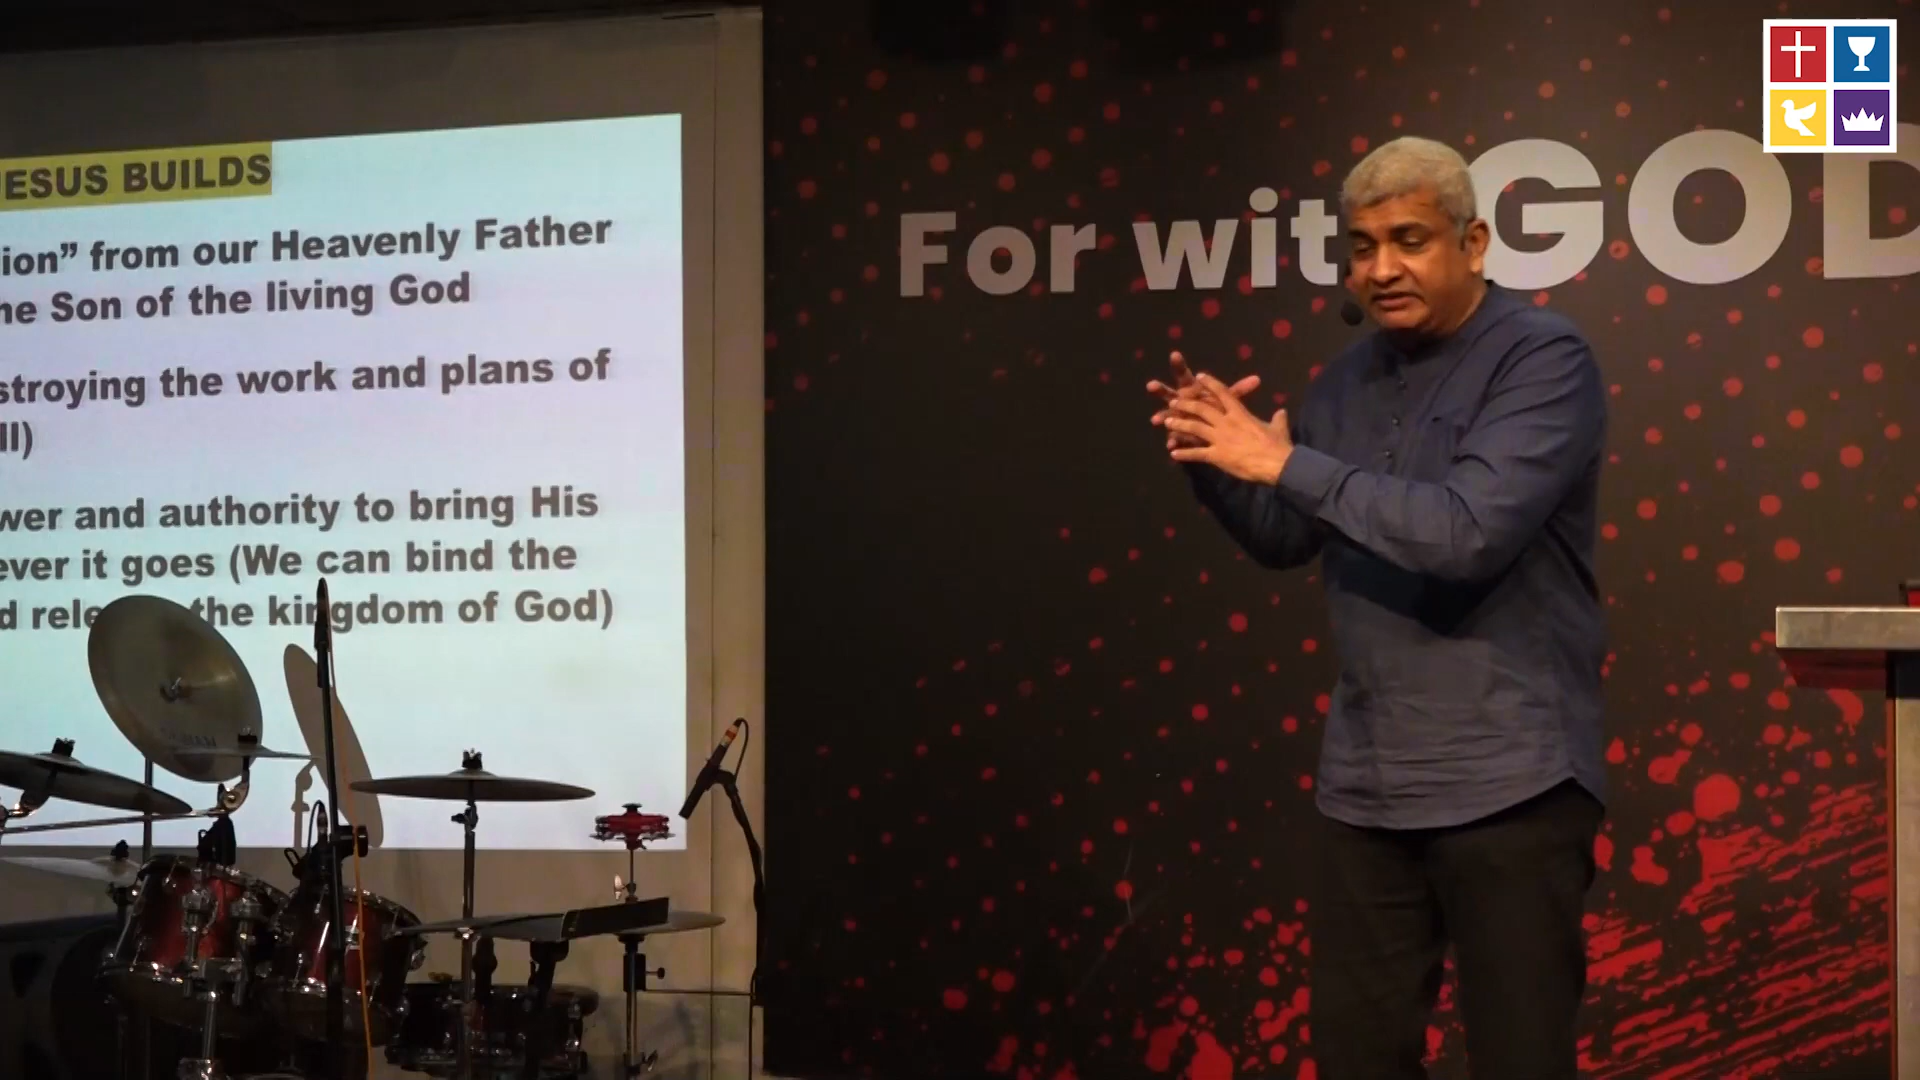 JESUS BUILDS
ion” from our Heavenly Father
he Son of the living God
stroying the work and plans of
ll)
wer and authority to bring His
ever it goes (We can bind the
d rele the kingdom of God)
For wit GOD